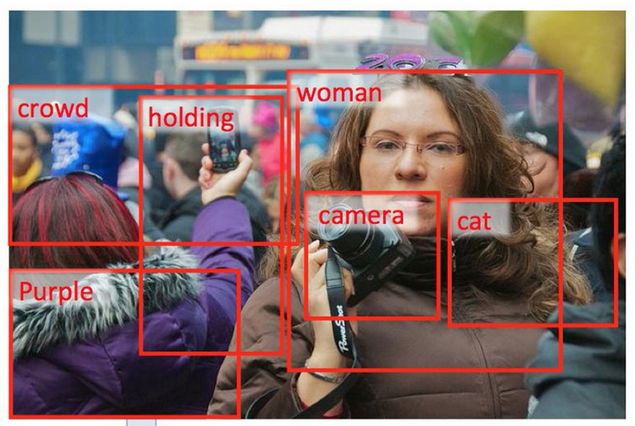 crowd
holding
woman
camera
cat
Purple
PowerShot